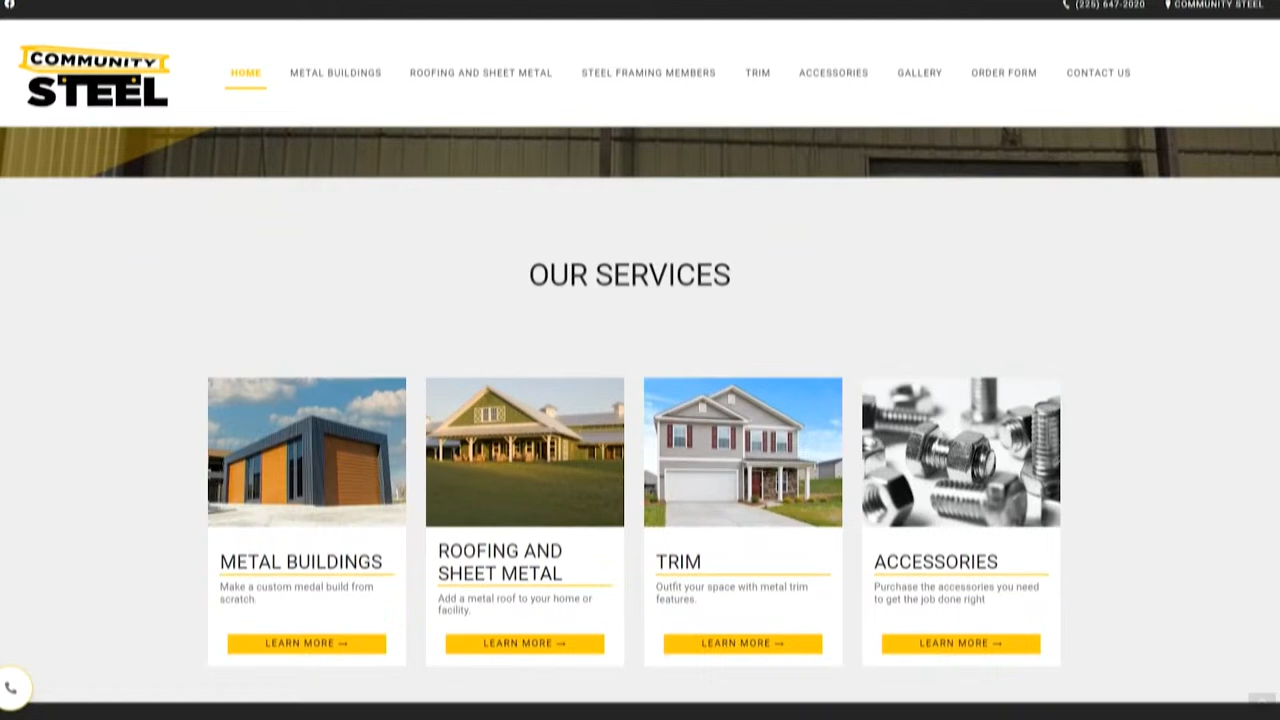 (225) 647-2020 COMMUNITY STEEL
COMMUNITY
STEEL
HOME METAL BUILDINGS ROOFING AND SHEET METAL STEEL FRAMING MEMBERS TRIM ACCESSORIES GALLERY ORDER FORM CONTACT US
OUR SERVICES
METAL BUILDINGS
Make a custom medal build from
scratch.
LEARN MORE →
ROOFING AND
SHEET METAL
Add a metal roof to your home or
facility.
LEARN MORE →
TRIM
Outfit your space with metal trim
features.
LEARN MORE →
ACCESSORIES
Purchase the accessories you need
to get the job done right
LEARN MORE →